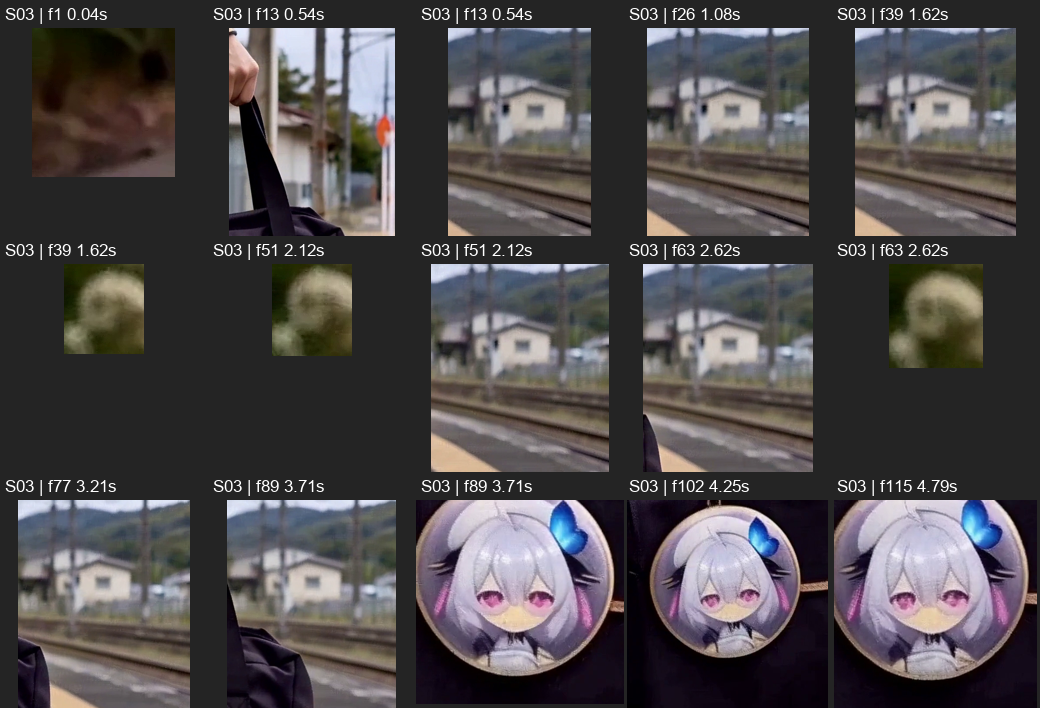 S03 | f1 0.04s
S03 | f13 0.54s
S03 | f13 0.54s
S03 | f26 1.08s
S03 | f39 1.62s
S03 | f39 1.62s
S03 | f51 2.12s
S03 | f51 2.12s
S03 | f63 2.62s
S03 | f63 2.62s
S03 | f77 3.21s
S03 | f89 3.71s
S03 | f89 3.71s
S03 | f102 4.25s
S03 | f115 4.79s